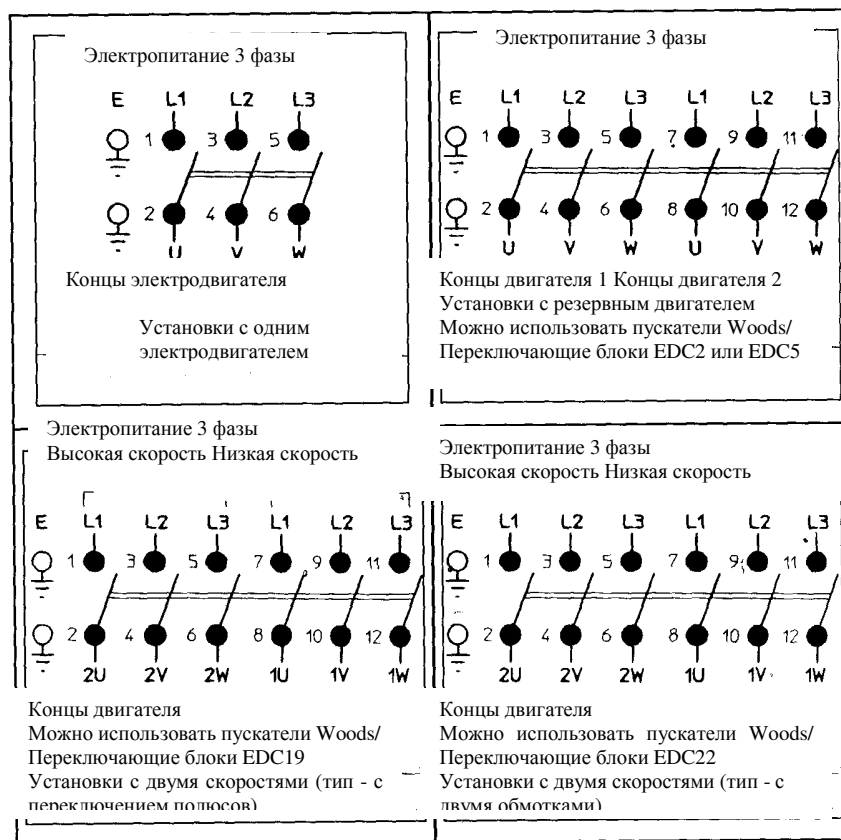 Электропитание 3 фазы
E L1 L2 L3
1 3 5
2 4 6
U V W
Концы электродвигателя
Установки с одним
электродвигателем
Электропитание 3 фазы
E L1 L2 L3 L1 L2 L3
1 3 5 7 9 11
2 4 6 8 10 12
U V W U V W
Концы двигателя 1 Концы двигателя 2
Установки с резервным двигателем
Можно использовать пускатели Woods/
Переключающие блоки EDC2 или EDC5
Электропитание 3 фазы
Высокая скорость Низкая скорость
E L1 L2 L3 L1 L2 L3
1 3 5 7 9 11
2 4 6 8 10 12
2U 2V 2W 1U 1V 1W
Концы двигателя
Можно использовать пускатели Woods/
Переключающие блоки EDC19
Установки с двумя скоростями (тип - с
переключением полюсов)
Электропитание 3 фазы
Высокая скорость Низкая скорость
E L1 L2 L3 L1 L2 L3
1 3 5 7 9 11
2 4 6 8 10 12
2U 2V 2W 1U 1V 1W
Концы двигателя
Можно использовать пускатели Woods/
Переключающие блоки EDC22
Установки с двумя скоростями (тип - с
двумя обмотками)